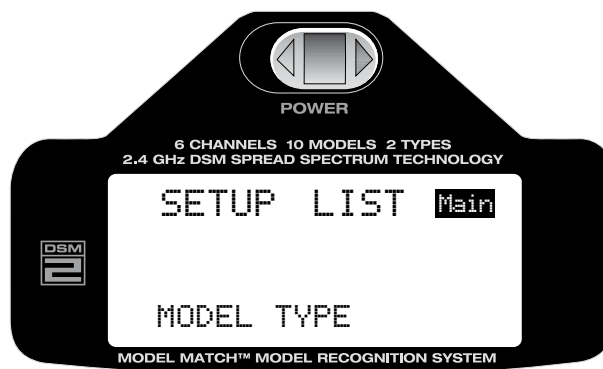 POWER
6 CHANNELS 10 MODELS 2 TYPES
2.4 GHz DSM SPREAD SPECTRUM TECHNOLOGY
SETUP LIST Main
DSM
2
MODEL TYPE
MODEL MATCH™ MODEL RECOGNITION SYSTEM